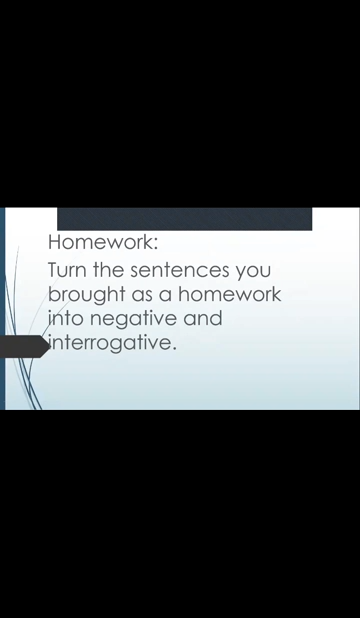 Homework:
Turn the sentences you
brought as a homework
into negative and
interrogative.